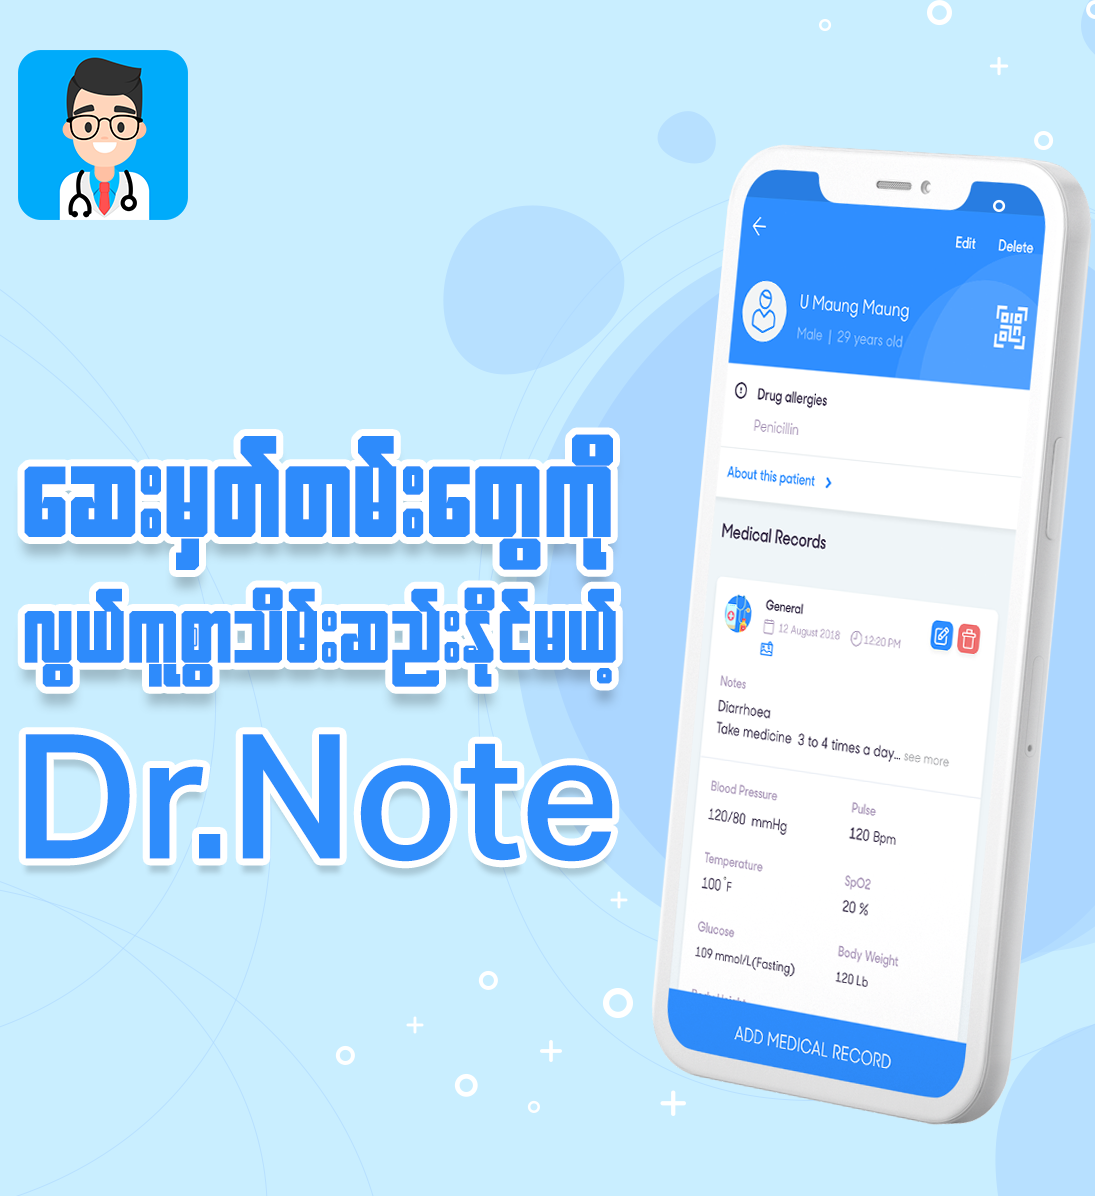 ဆေးမှတ်တမ်းတွေကို
လွယ်ကူစွာသိမ်းဆည်းနိုင်မယ့်
Dr.Note
Edit Delete
U Maung Maung
Male | 29 years old
Drug allergies
Penicillin
About this patient
Medical Records
General
12 August 2018 12:20 PM
Notes
Diarrhoea
Take medicine 3 to 4 times a day... see more
Blood Pressure Pulse
120/80 mmHg 120 Bpm
Temperature SpO2
100°F 20 %
Glucose Body Weight
109 mmol/L(Fasting) 120 Lb
ADD MEDICAL RECORD